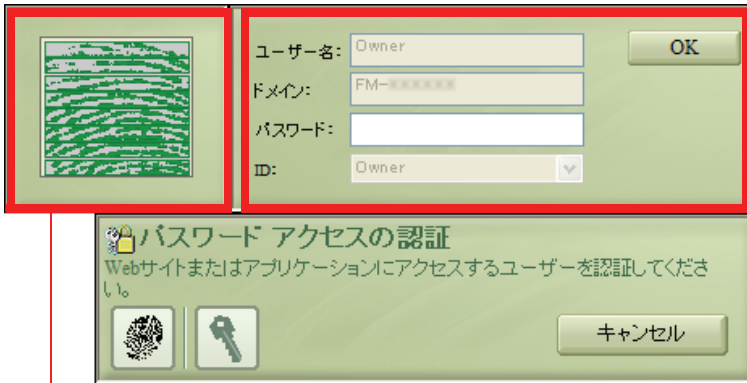 ユーザー名: Owner
OK
ドメイン: FM-
パスワード:
ID: Owner
パスワード アクセスの認証
Webサイトまたはアプリケーションにアクセスするユーザーを認証してくださ
い。
キャンセル